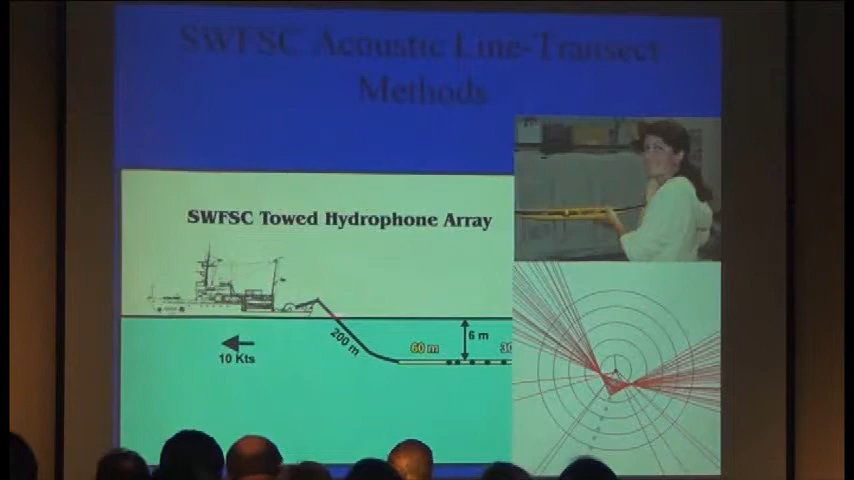 SWFSC Acoustic Line-Transect
Methods
SWFSC Towed Hydrophone Array
10 Kts
200 m
60 m
6 m
30